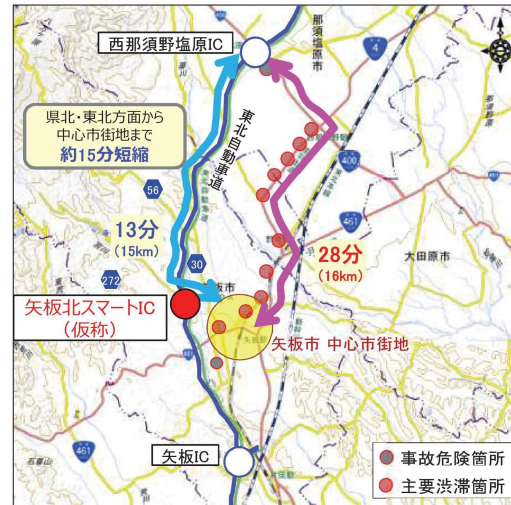 西那須野塩原IC
那須塩原市
4
県北・東北方面から
中心市街地まで
約15分短縮
東北自動車道
400
56
13分
(15km)
461
大田原市
28分
(16km)
30
272
矢板北スマートIC
(仮称)
矢板市 中心市街地
矢板IC
461
4
事故危険箇所
主要渋滞箇所